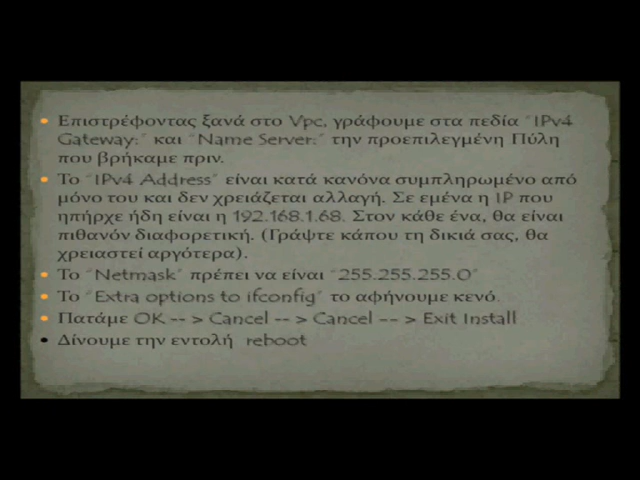 Επιστρέφοντας ξανά στο Vpc, γράφουμε στα πεδία "IPv4
Gateway:" και "Name Server:" την προεπιλεγμένη Πύλη
που βρήκαμε πριν.
Το "IPv4 Address" είναι κατά κανόνα συμπληρωμένο από
μόνο του και δεν χρειάζεται αλλαγή. Σε εμένα η IP που
υπήρχε ήδη είναι η 192.168.1.68. Στον κάθε ένα, θα είναι
πιθανόν διαφορετική. (Γράψτε κάπου τη δικιά σας, θα
χρειαστεί αργότερα).
Το "Netmask" πρέπει να είναι "255.255.255.0"
Το "Extra options to ifconfig" το αφήνουμε κενό.
Πατάμε OK -- > Cancel -- > Cancel -- > Exit Install
Δίνουμε την εντολή reboot